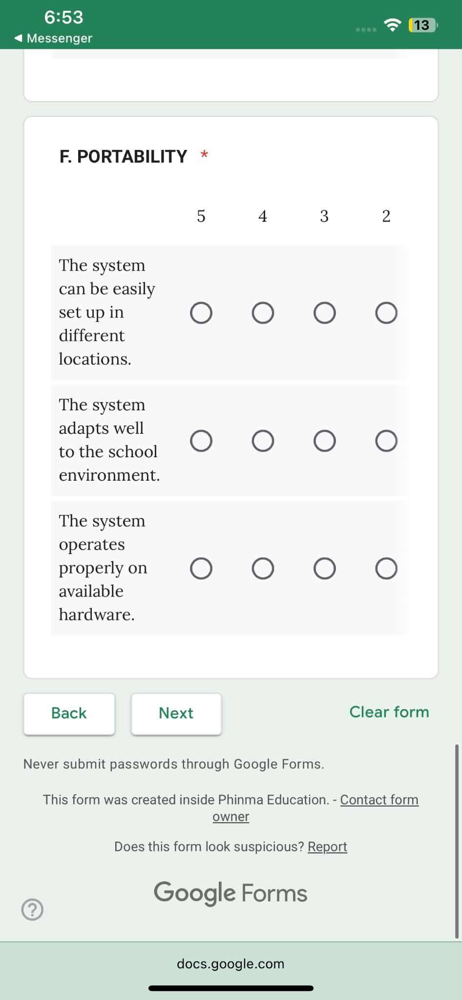 6:53
13
◀ Messenger
F. PORTABILITY *
5 4 3 2
The system
can be easily
set up in
different
locations.
The system
adapts well
to the school
environment.
The system
operates
properly on
available
hardware.
Back Next Clear form
Never submit passwords through Google Forms.
This form was created inside Phinma Education. - Contact form
owner
Does this form look suspicious? Report
Google Forms
?
docs.google.com